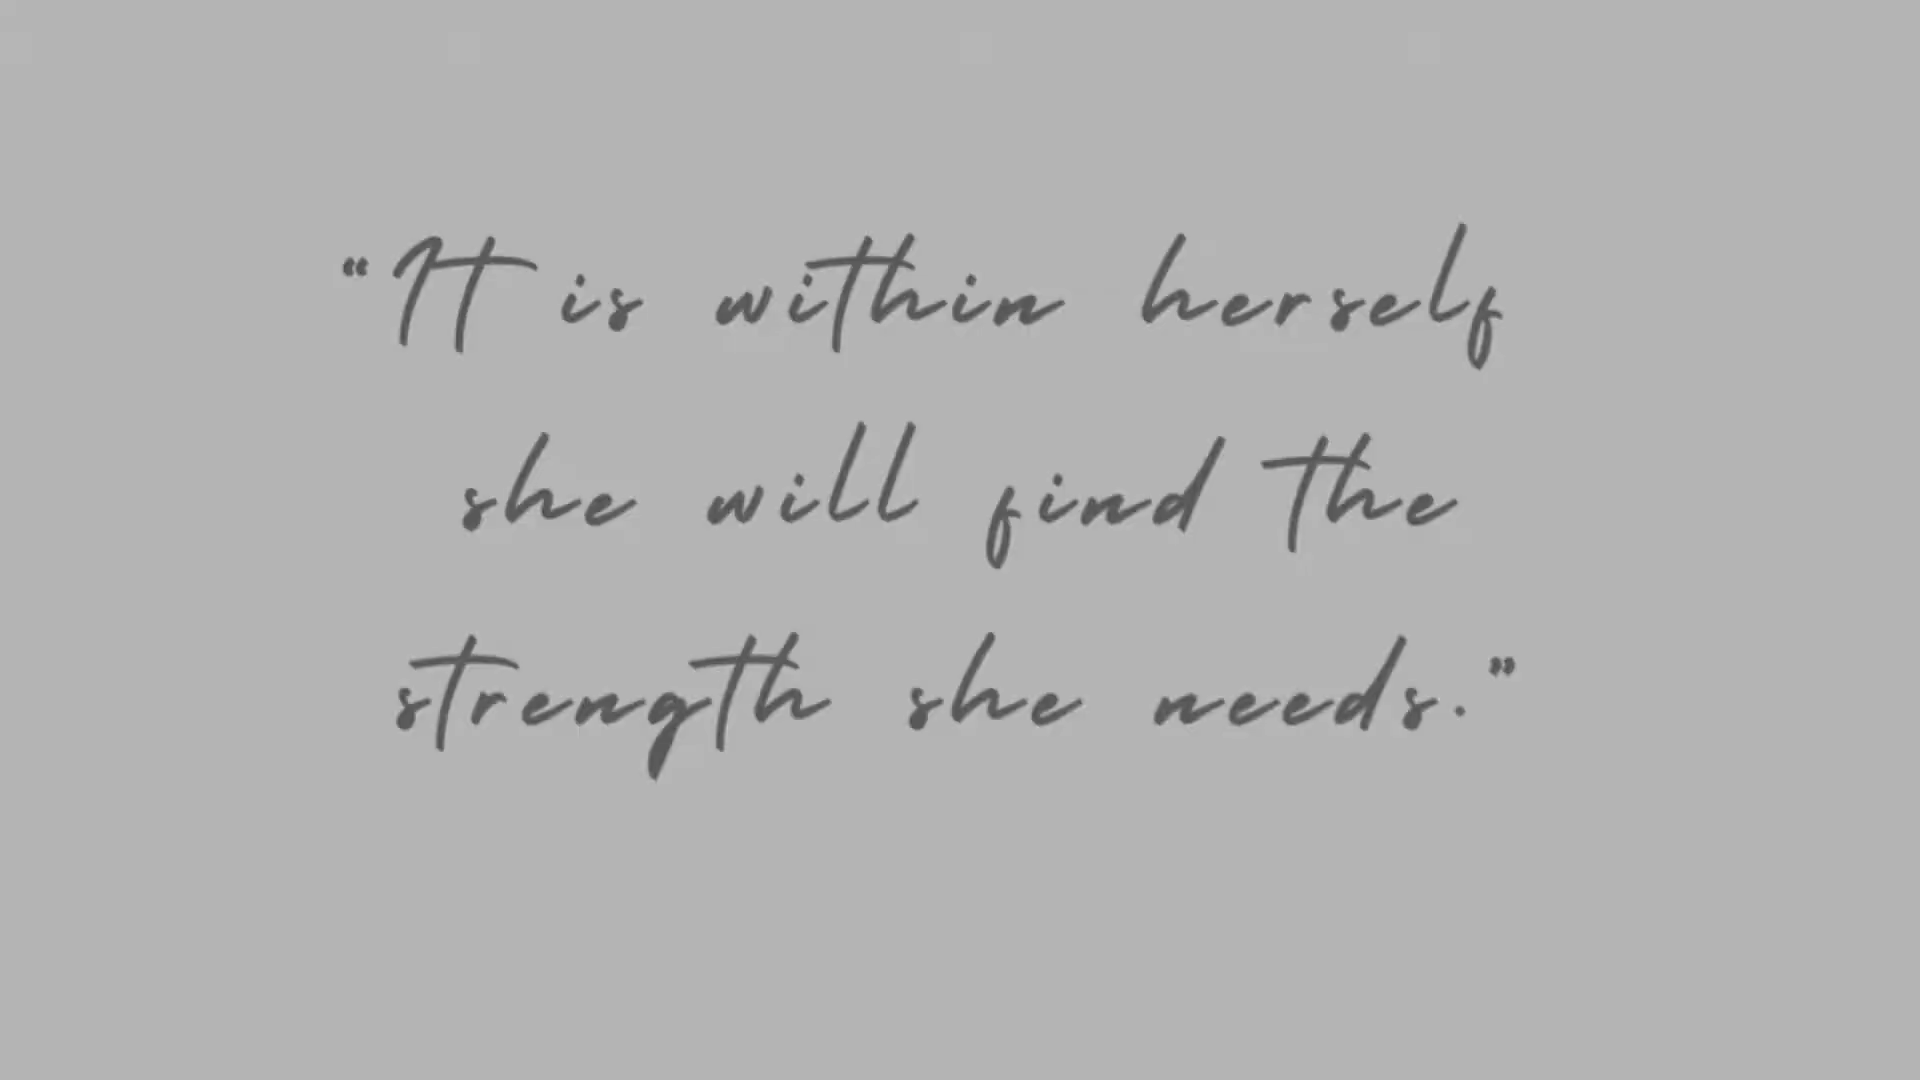 “It is within herself
she will find the
strength she needs.”